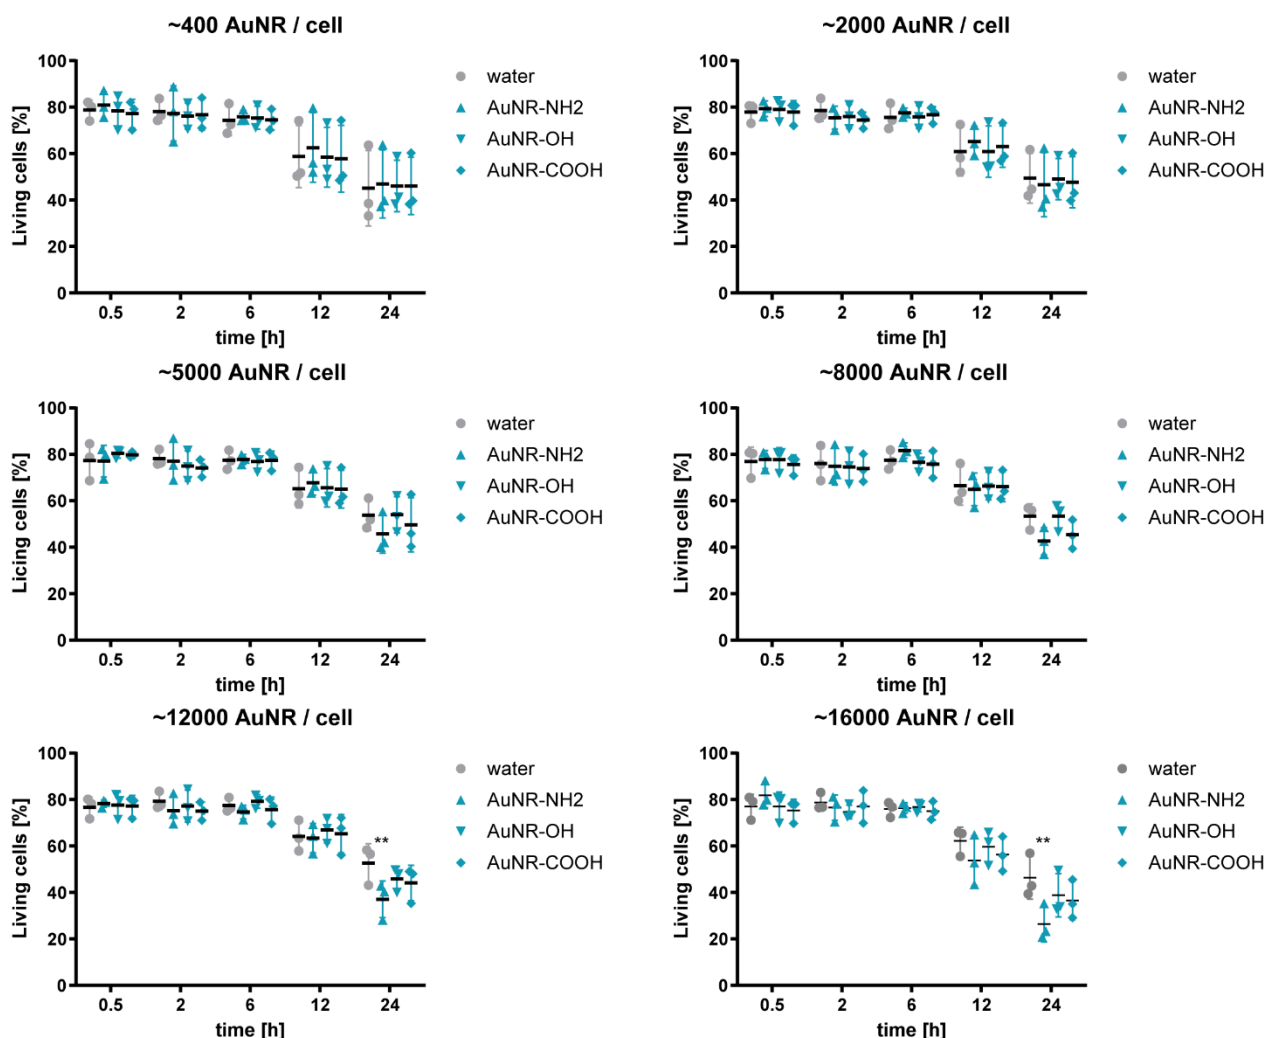 ~400 AuNR / cell
100
80
60
40
20
0
Living cells [%]
0.5 2 6 12 24
time [h]
water
AuNR-NH2
AuNR-OH
AuNR-COOH
~2000 AuNR / cell
100
80
60
40
20
0
Living cells [%]
0.5 2 6 12 24
time [h]
water
AuNR-NH2
AuNR-OH
AuNR-COOH
~5000 AuNR / cell
100
80
60
40
20
0
Licing cells [%]
0.5 2 6 12 24
time [h]
water
AuNR-NH2
AuNR-OH
AuNR-COOH
~8000 AuNR / cell
100
80
60
40
20
0
Living cells [%]
0.5 2 6 12 24
time [h]
water
AuNR-NH2
AuNR-OH
AuNR-COOH
~12000 AuNR / cell
100
80
60
40
20
0
Living cells [%]
**
0.5 2 6 12 24
time [h]
water
AuNR-NH2
AuNR-OH
AuNR-COOH
~16000 AuNR / cell
100
80
60
40
20
0
Living cells [%]
**
0.5 2 6 12 24
time [h]
water
AuNR-NH2
AuNR-OH
AuNR-COOH